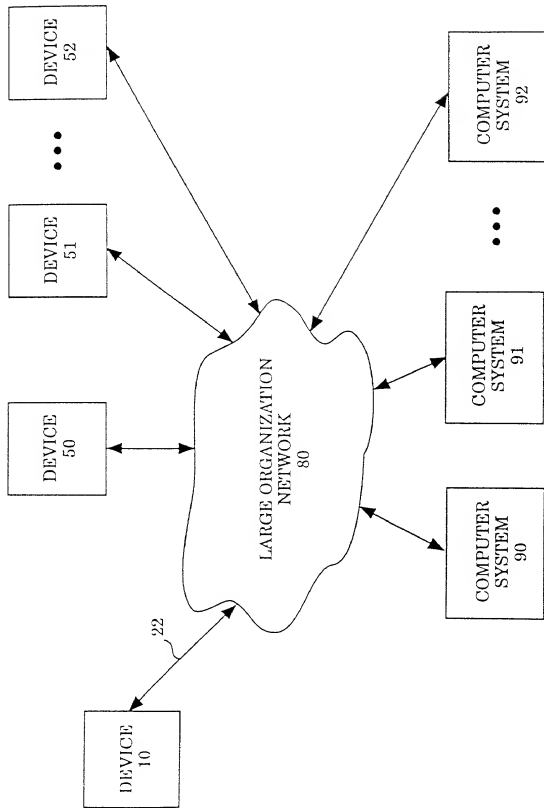 DEVICE
10
22
DEVICE
50
DEVICE
51
•••
DEVICE
52
LARGE ORGANIZATION
NETWORK
80
COMPUTER
SYSTEM
90
COMPUTER
SYSTEM
91
•••
COMPUTER
SYSTEM
92